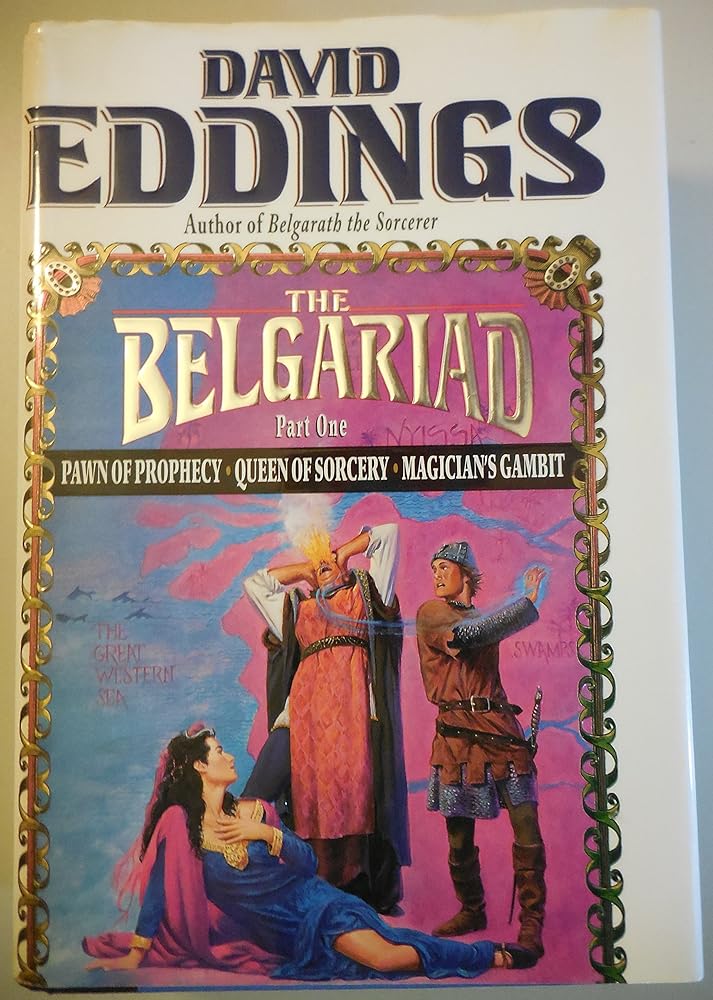 DAVID
EDDINGS
Author of Belgarath the Sorcerer
THE
BELGARIAD
Part One
NYISSA
PAWN OF PROPHECY • QUEEN OF SORCERY • MAGICIAN'S GAMBIT
THE
GREAT
WESTERN
SEA
SWAMPS